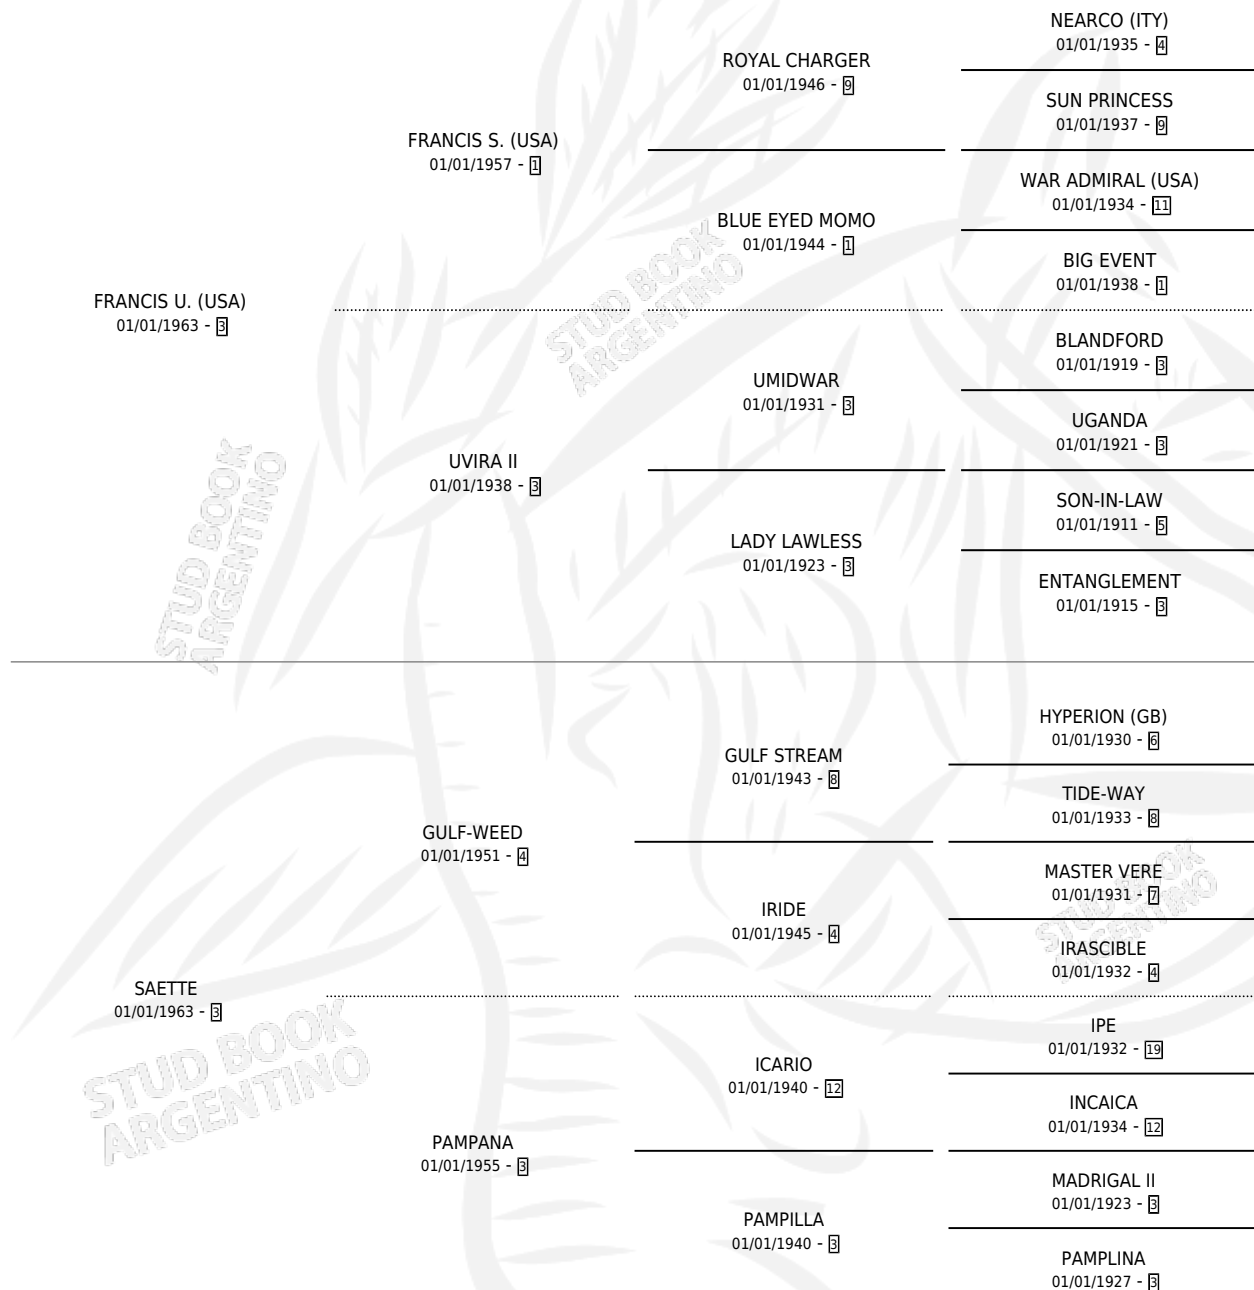 NEARCO (ITY)
01/01/1935 - 4
ROYAL CHARGER
01/01/1946 - 9
SUN PRINCESS
01/01/1937 - 9
FRANCIS S. (USA)
01/01/1957 - 1
WAR ADMIRAL (USA)
01/01/1934 - 11
BLUE EYED MOMO
01/01/1944 - 1
BIG EVENT
01/01/1938 - 1
FRANCIS U. (USA)
01/01/1963 - 3
STUD BOOK
ARGENTINO
BLANDFORD
01/01/1919 - 3
UMIDWAR
01/01/1931 - 3
UGANDA
01/01/1921 - 3
UVIRA II
01/01/1938 - 3
SON-IN-LAW
01/01/1911 - 5
LADY LAWLESS
01/01/1923 - 3
ENTANGLEMENT
01/01/1915 - 3
STUD BOOK
ARGENTINO
HYPERION (GB)
01/01/1930 - 6
GULF STREAM
01/01/1943 - 8
TIDE-WAY
01/01/1933 - 8
GULF-WEED
01/01/1951 - 4
MASTER VERE
01/01/1931 - 7
IRIDE
01/01/1945 - 4
IRASCIBLE
01/01/1932 - 4
STUD BOOK
ARGENTINO
SAETTE
01/01/1963 - 3
STUD BOOK
ARGENTINO
IPE
01/01/1932 - 19
ICARIO
01/01/1940 - 12
INCAICA
01/01/1934 - 12
PAMPANA
01/01/1955 - 3
MADRIGAL II
01/01/1923 - 3
PAMPILLA
01/01/1940 - 3
PAMPLINA
01/01/1927 - 3